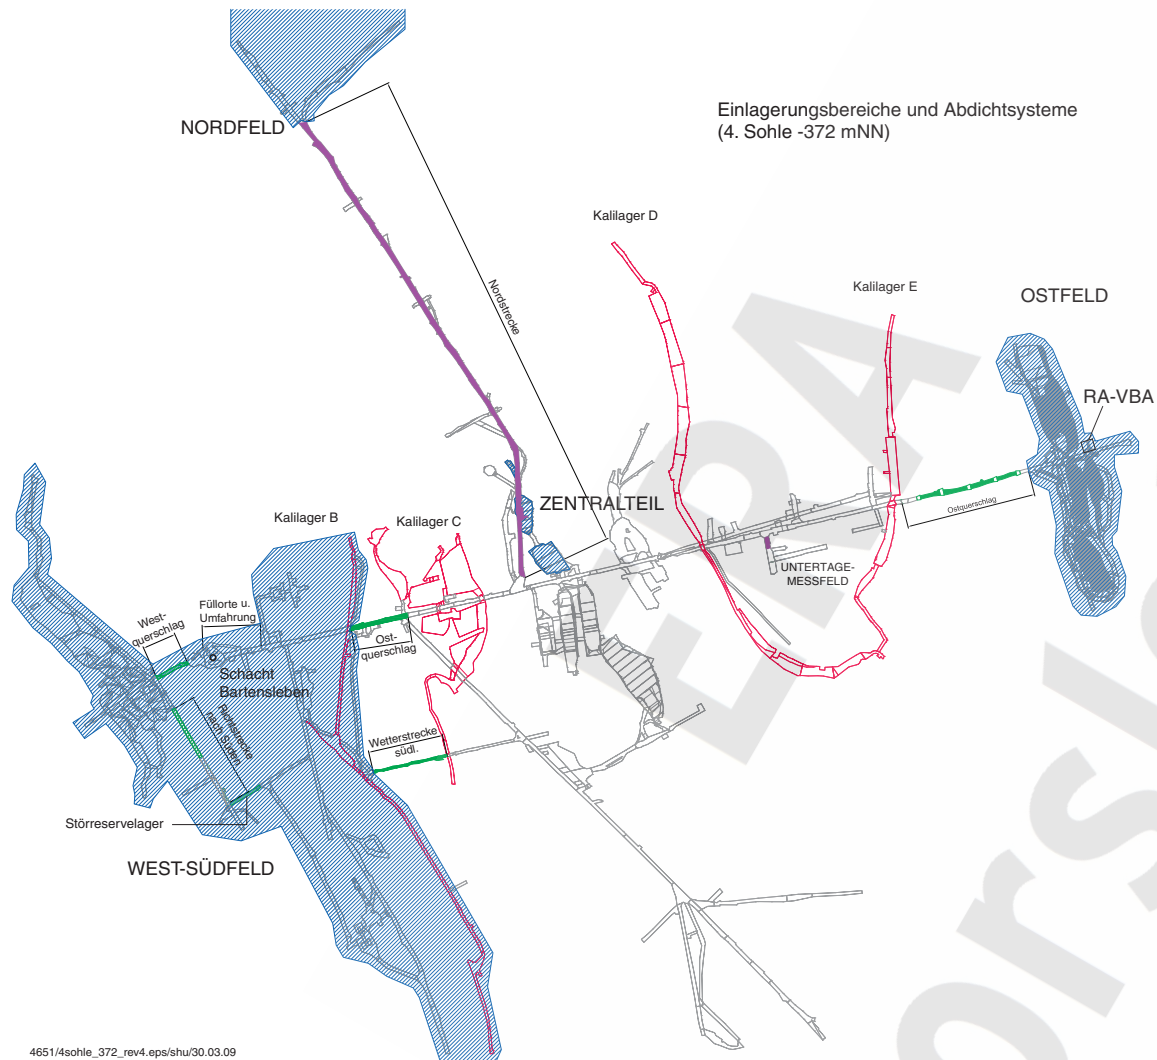 Einlagerungsbereiche und Abdichtsysteme
(4. Sohle -372 mNN)
NORDFELD
Nordstrecke
Kalilager D
Kalilager E
OSTFELD
RA-VBA
Ostquerschlag
ZENTRALTEIL
UNTERTAGE-
MESSFELD
Kalilager B
Kalilager C
West-
querschlag
Füllorte u.
Umfahrung
Schacht
Bartensleben
Ost-
querschlag
Richtstrecke
nach Süden
Wetterstrecke
südl.
Störreservelager
WEST-SÜDFELD
4651/4sohle_372_rev4.eps/shu/30.03.09